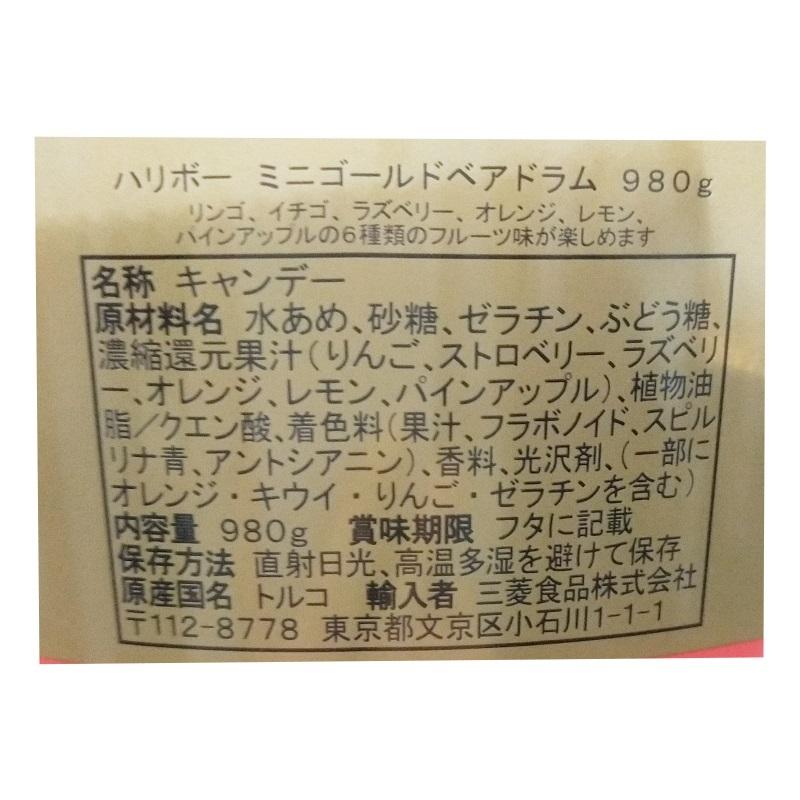 ハリボー ミニゴールドベアドラム 980g
リンゴ、イチゴ、ラズベリー、オレンジ、レモン、
パインアップルの6種類のフルーツ味が楽しめます
名称 キャンデー
原材料名 水あめ、砂糖、ゼラチン、ぶどう糖、
濃縮還元果汁(りんご、ストロベリー、ラズベリ
ー、オレンジ、レモン、パインアップル)、植物油
脂/クエン酸、着色料(果汁、フラボノイド、スピル
リナ青、アントシアニン)、香料、光沢剤、(一部に
オレンジ・キウイ・りんご・ゼラチンを含む)
内容量 980g 賞味期限 フタに記載
保存方法 直射日光、高温多湿を避けて保存
原産国名 トルコ 輸入者 三菱食品株式会社
〒112-8778 東京都文京区小石川1-1-1